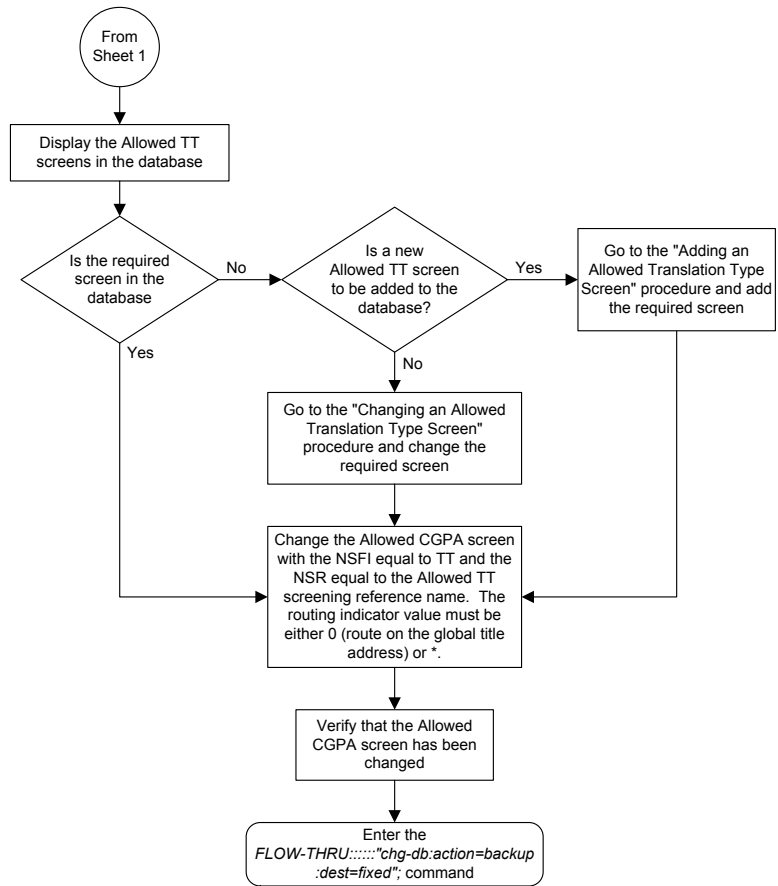 From
Sheet 1
Display the Allowed TT
screens in the database
Is the required
screen in the
database
No
Is a new
Allowed TT screen
to be added to the
database?
Yes
Go to the "Adding an
Allowed Translation Type
Screen" procedure and add
the required screen
Yes
No
Go to the "Changing an Allowed
Translation Type Screen"
procedure and change the
required screen
Change the Allowed CGPA screen
with the NSFI equal to TT and the
NSR equal to the Allowed TT
screening reference name. The
routing indicator value must be
either 0 (route on the global title
address) or *.
Verify that the Allowed
CGPA screen has been
changed
Enter the
FLOW-THRU::::::"chg-db:action=backup
:dest=fixed"; command